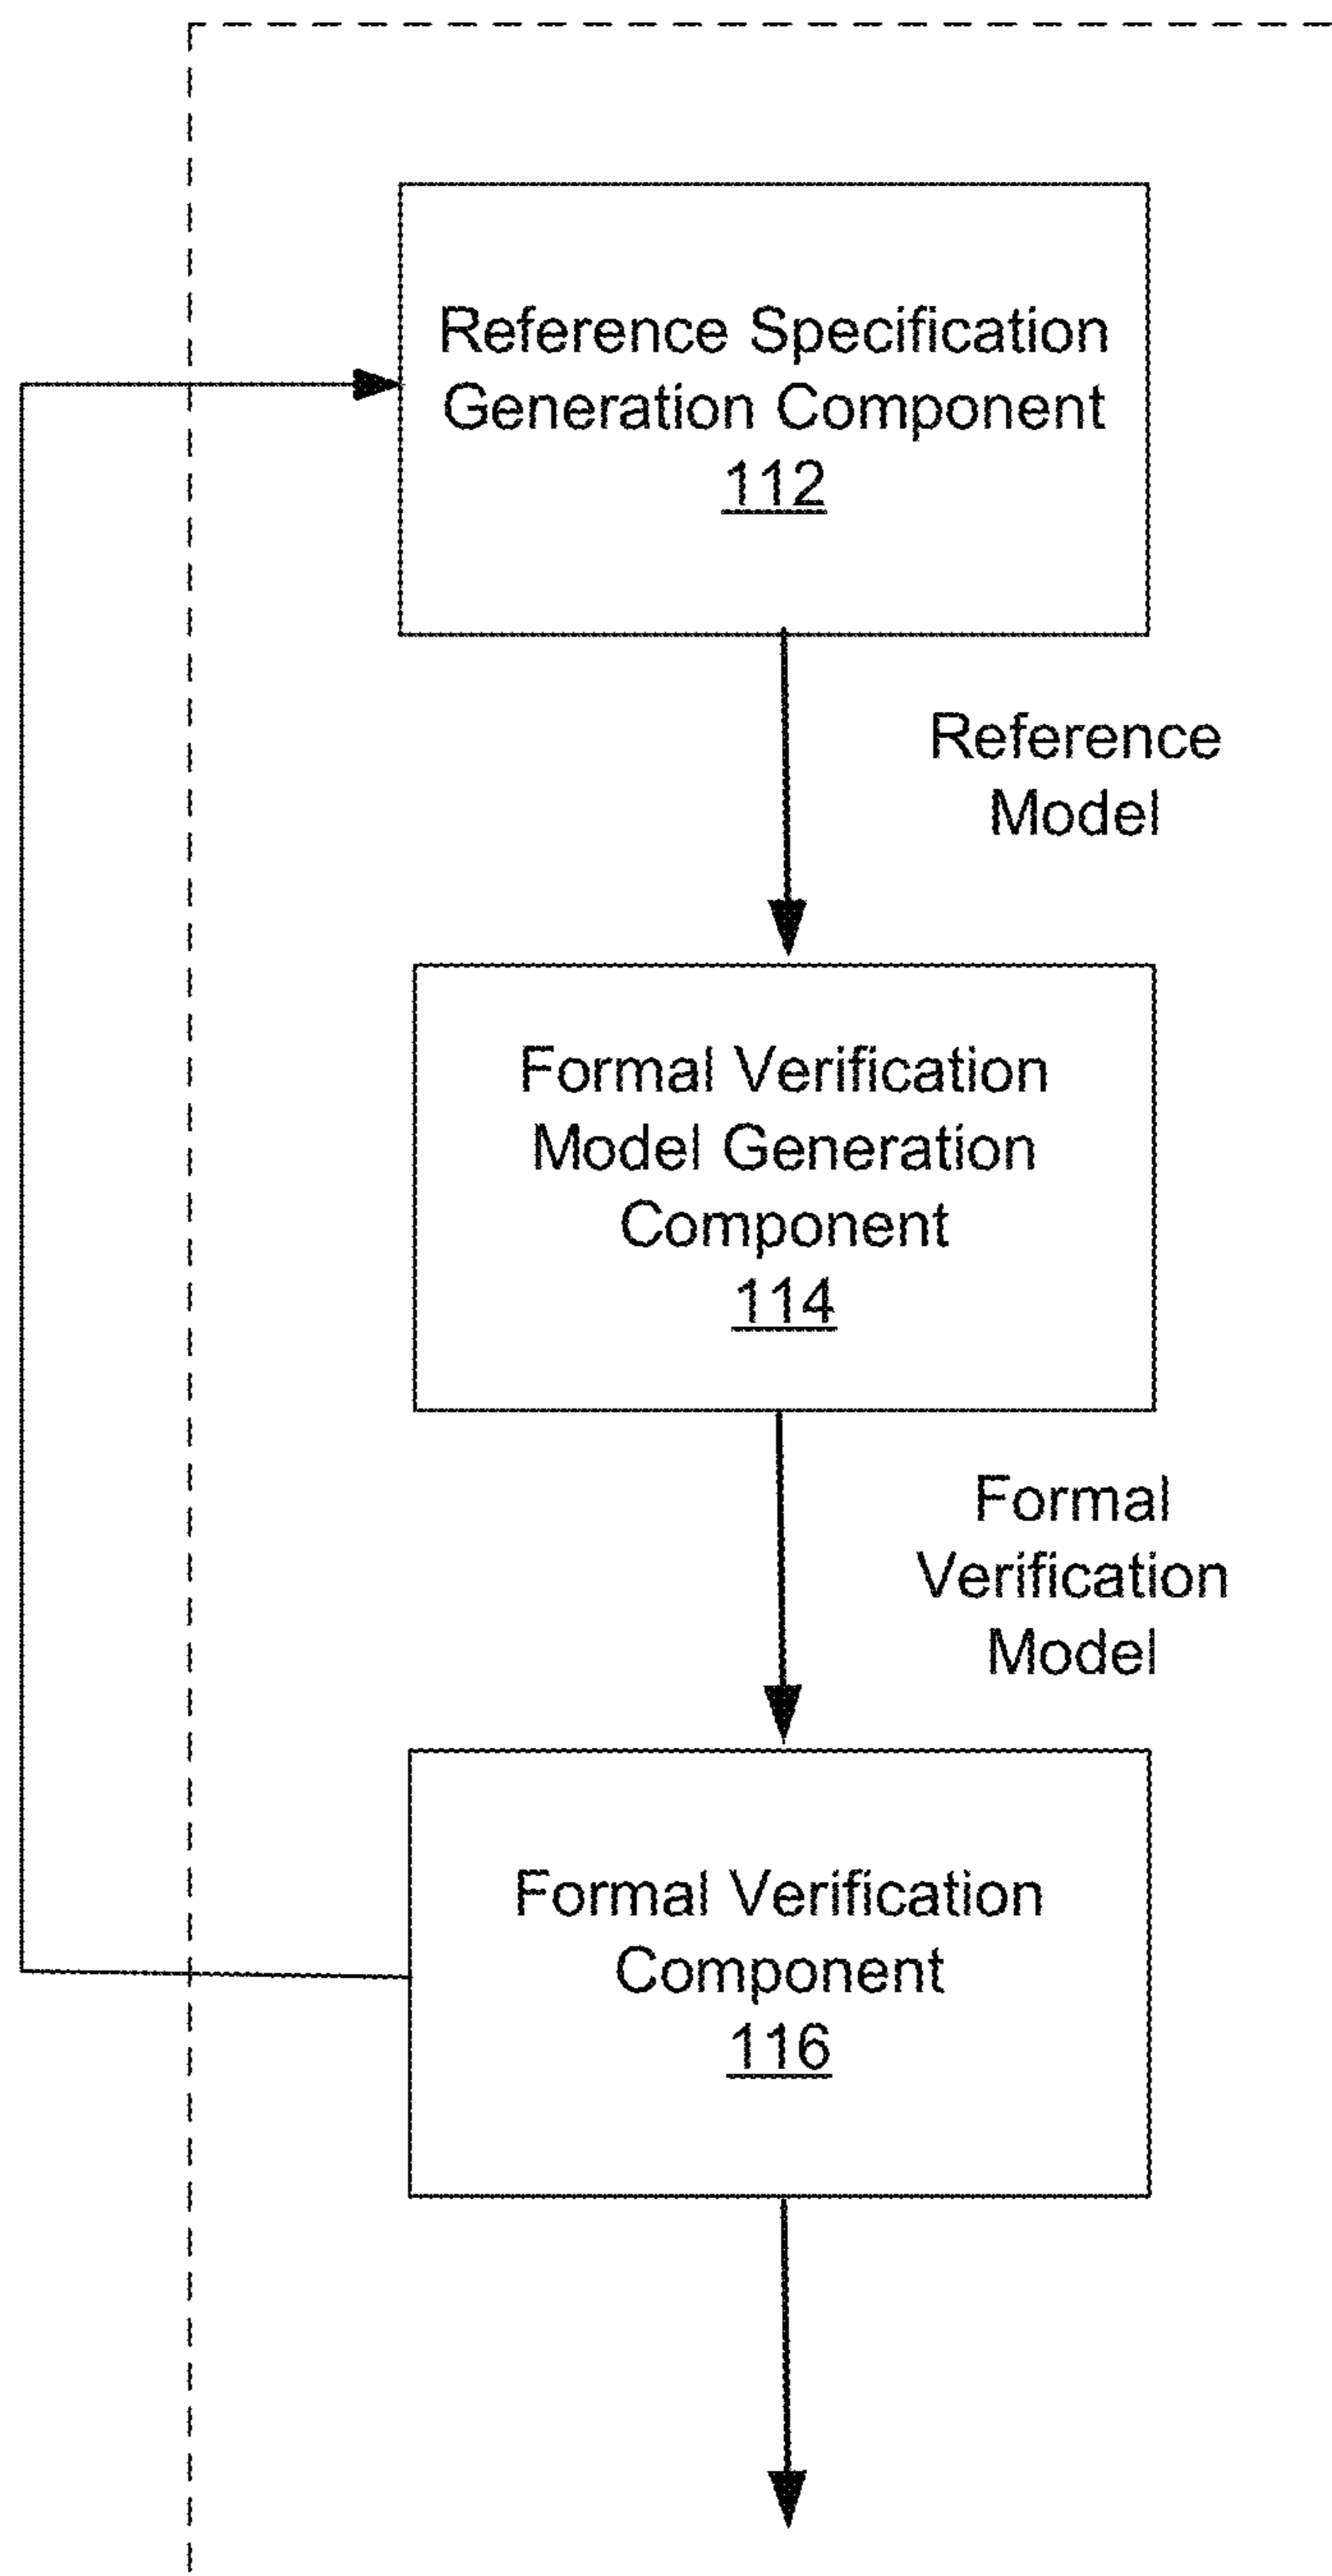 Reference Specification
Generation Component
112
Reference
Model
Formal Verification
Model Generation
Component
114
Formal
Verification
Model
Formal Verification
Component
116